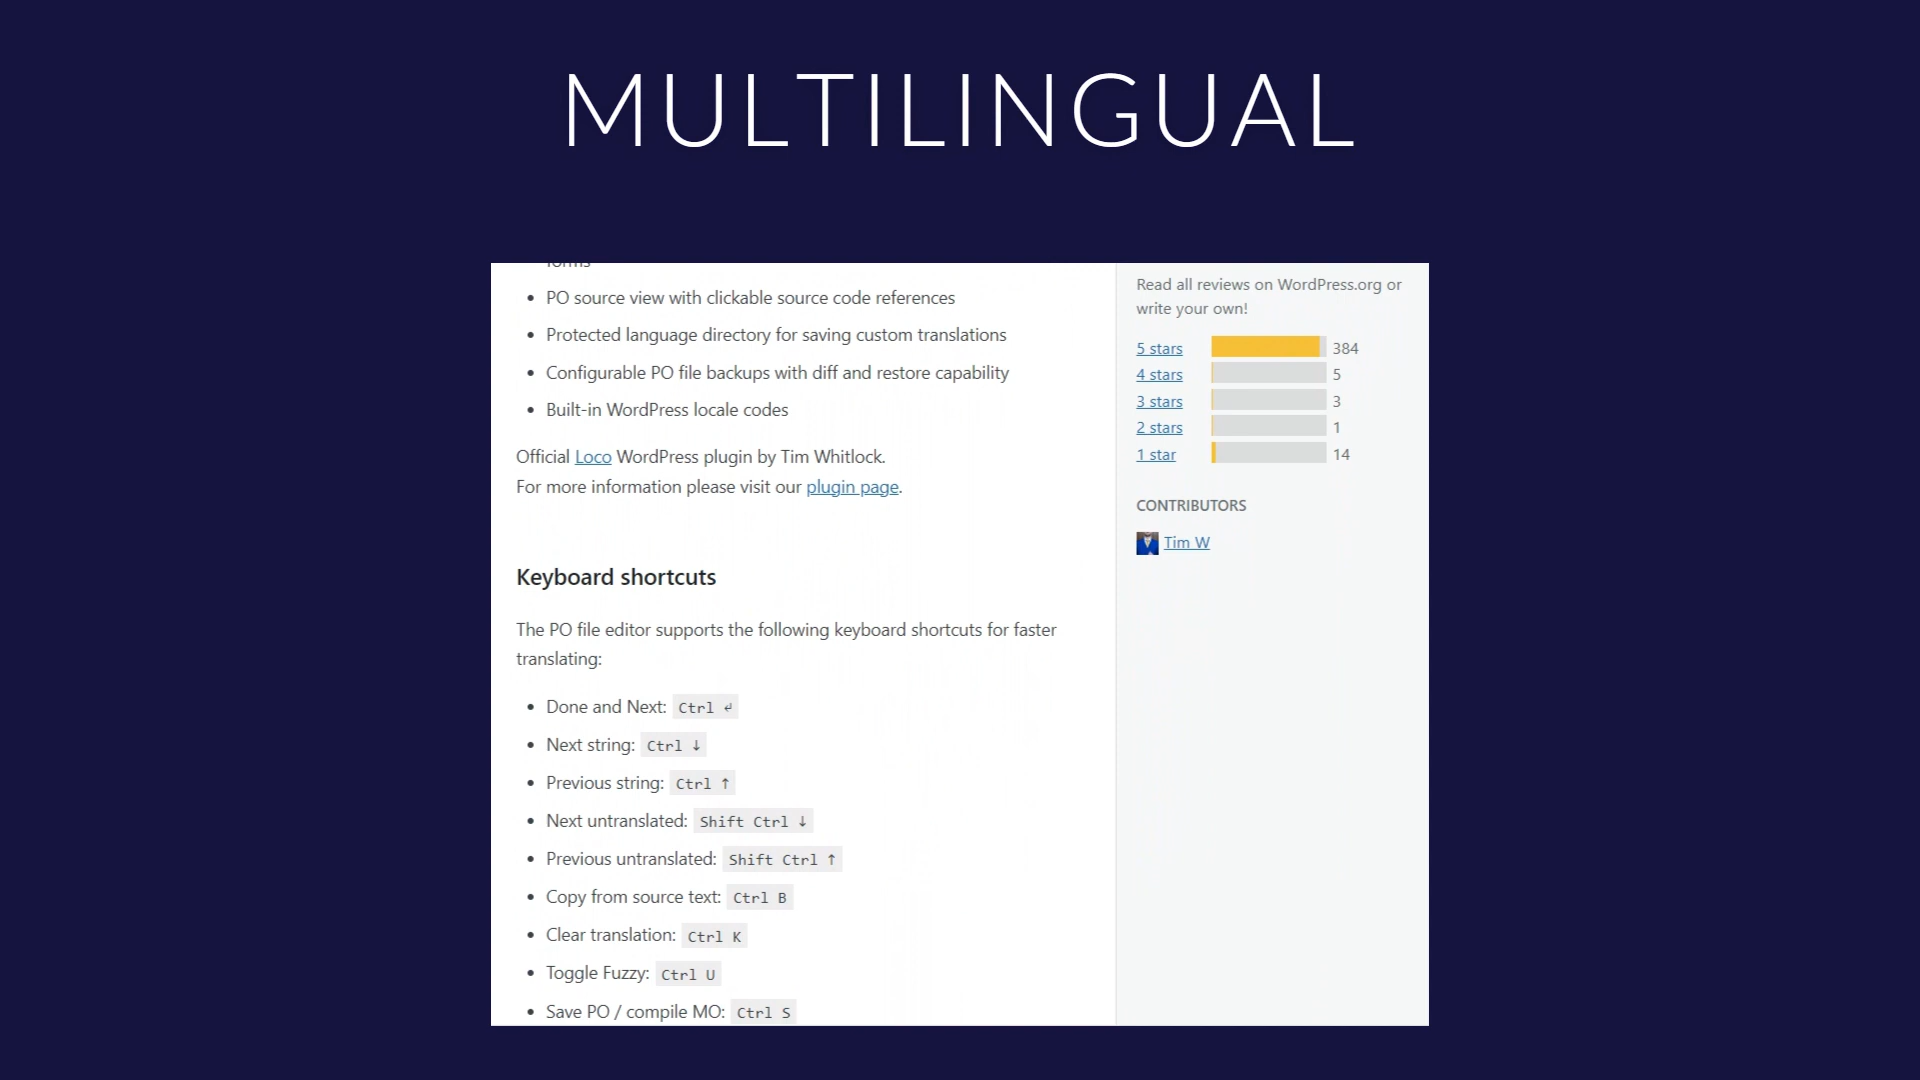 MULTILINGUAL
forms
• PO source view with clickable source code references
• Protected language directory for saving custom translations
• Configurable PO file backups with diff and restore capability
• Built-in WordPress locale codes
Official Loco WordPress plugin by Tim Whitlock.
For more information please visit our plugin page.
Keyboard shortcuts
The PO file editor supports the following keyboard shortcuts for faster
translating:
• Done and Next: Ctrl ↲
• Next string: Ctrl ↓
• Previous string: Ctrl ↑
• Next untranslated: Shift Ctrl ↓
• Previous untranslated: Shift Ctrl ↑
• Copy from source text: Ctrl B
• Clear translation: Ctrl K
• Toggle Fuzzy: Ctrl U
• Save PO / compile MO: Ctrl S
Read all reviews on WordPress.org or
write your own!
5 stars 384
4 stars 5
3 stars 3
2 stars 1
1 star 14
CONTRIBUTORS
Tim W